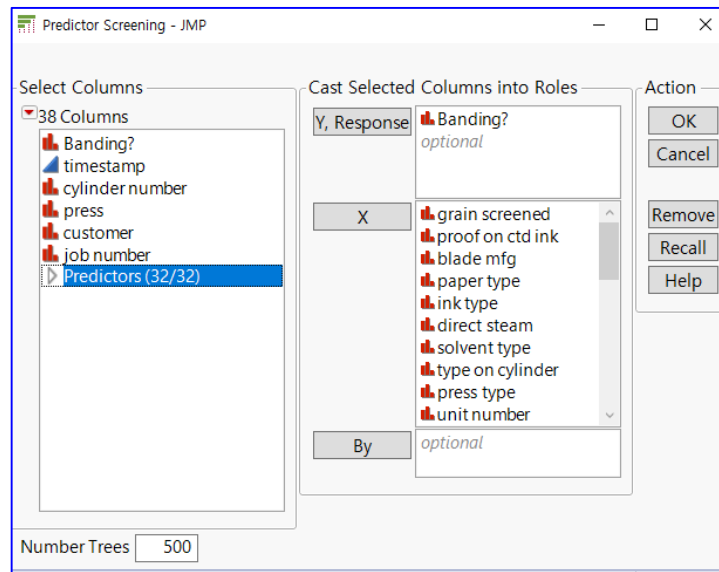 Predictor Screening - JMP
Select Columns
38 Columns
Banding?
timestamp
cylinder number
press
customer
job number
Predictors (32/32)
Number Trees 500
Cast Selected Columns into Roles
Y, Response
Banding?
optional
X
grain screened
proof on ctd ink
blade mfg
paper type
ink type
direct steam
solvent type
type on cylinder
press type
unit number
By
optional
Action
OK
Cancel
Remove
Recall
Help